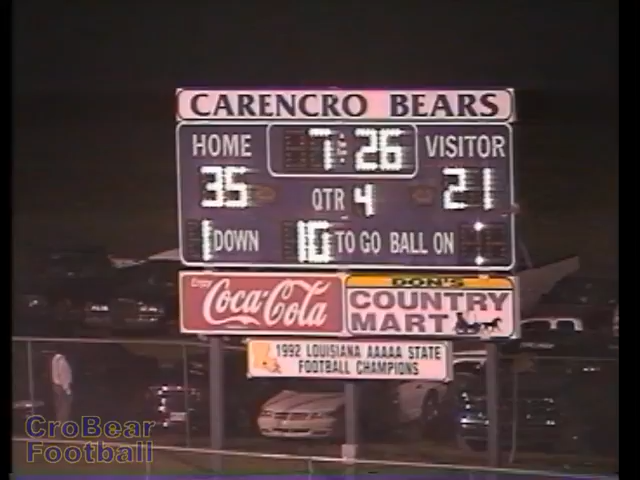 CARENCRO BEARS
HOME 7:26 VISITOR
35 QTR 4 21
1 DOWN 10 TO GO BALL ON
Enjoy
Coca-Cola
DON'S
COUNTRY
MART
1992 LOUISIANA AAAAA STATE
FOOTBALL CHAMPIONS
CroBear
Football